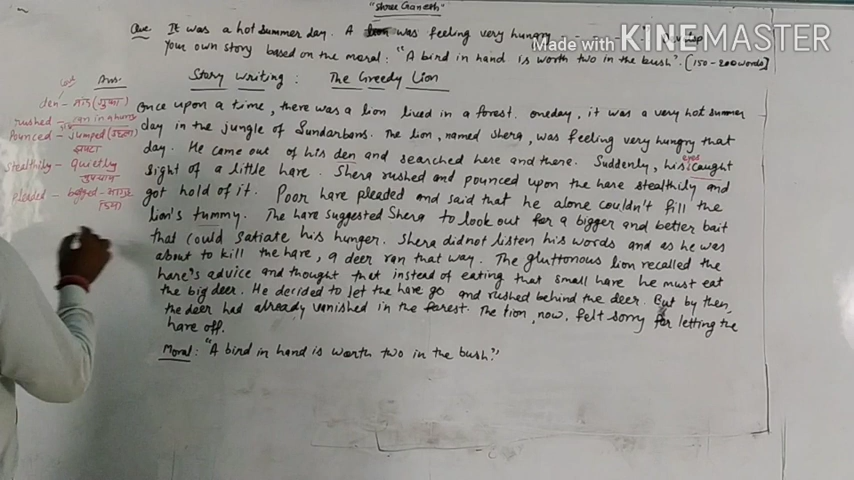 "Shree Ganesh"
Que It was a hot summer day. A lion was feeling very hungry
Your own story based on the moral: "A bird in hand is worth two in the bush". [150-200words]
Made with KINEMASTER
Ans. Story Writing: The Greedy Lion
den - मांद (गुफा)
rushed - ran in a hurry
Pounced - jumped
झपटा
Stealthily - quietly
चुपचाप
pleaded - begged -
Once upon a time, there was a lion lived in a forest. oneday, it was a very hot summer
day in the jungle of Sundarbans. The lion, named Shera, was feeling very hungry that
day. He came out of his den and searched here and there. Suddenly, his eyes caught
sight of a little hare. Shera rushed and pounced upon the hare stealthily and
got hold of it. Poor hare pleaded and said that he alone couldn't fill the
lion's tummy. The hare suggested Shera to look out for a bigger and better bait
that could satiate his hunger. Shera didnot listen his words and as he was
about to kill the hare, a deer ran that way. The gluttonous lion recalled the
hare's advice and thought that instead of eating that small hare he must eat
the big deer. He decided to let the hare go and rushed behind the deer. But by then,
the deer had already vanished in the forest. The lion, now, felt sorry for letting the
hare off.
Moral: "A bird in hand is worth two in the bush."